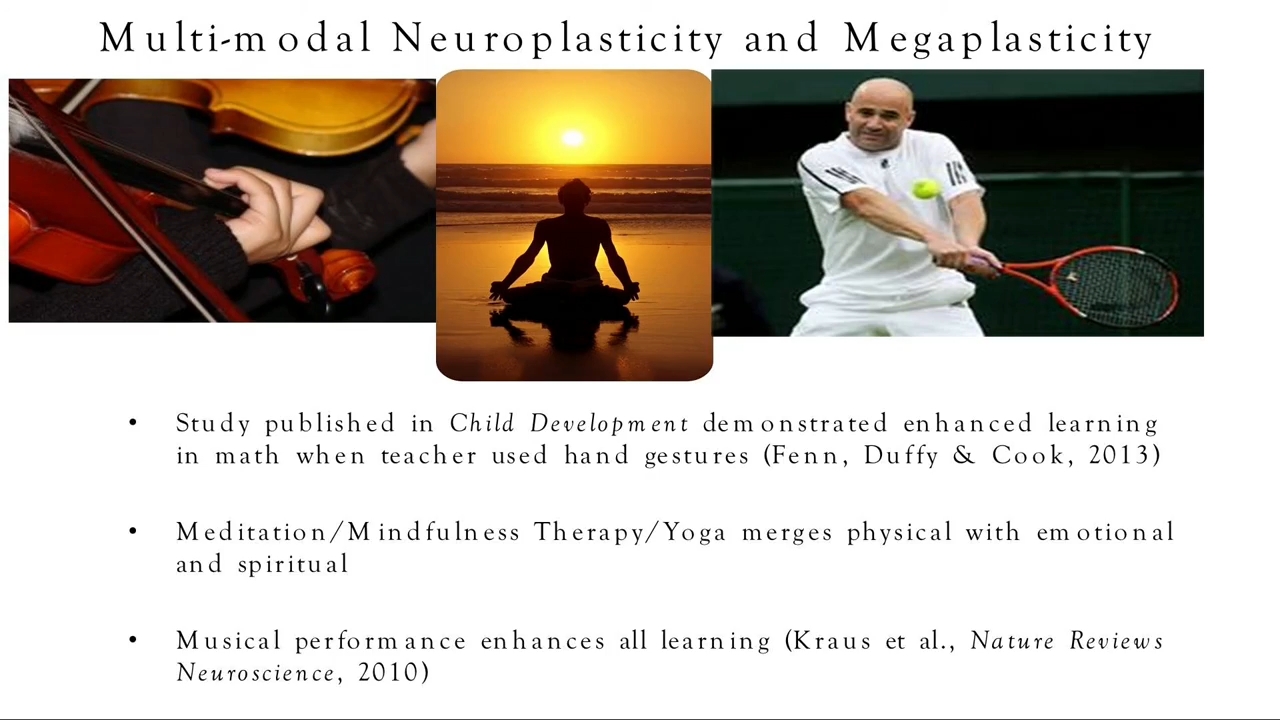 Multi-modal Neuroplasticity and Megaplasticity
• Study published in Child Development demonstrated enhanced learning
in math when teacher used hand gestures (Fenn, Duffy & Cook, 2013)
• Meditation/Mindfulness Therapy/Yoga merges physical with emotional
and spiritual
• Musical performance enhances all learning (Kraus et al., Nature Reviews
Neuroscience, 2010)